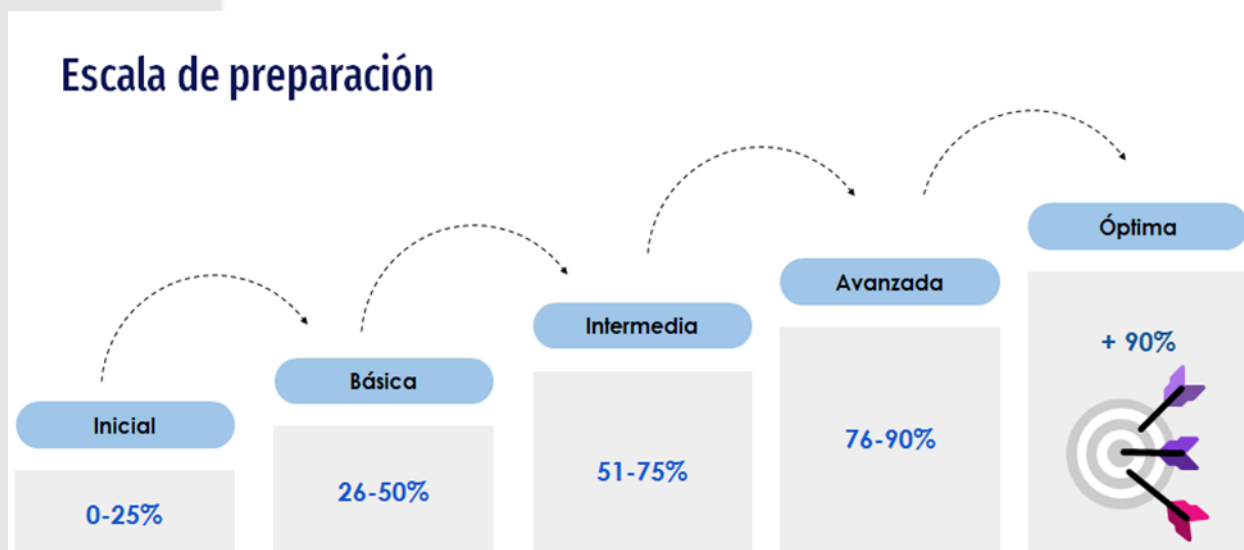 Escala de preparación
Inicial
0-25%
Básica
26-50%
Intermedia
51-75%
Avanzada
76-90%
Óptima
+ 90%